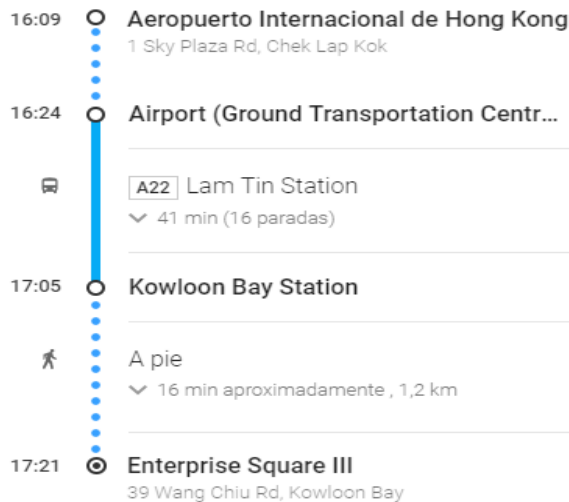 16:09 Aeropuerto Internacional de Hong Kong
1 Sky Plaza Rd, Chek Lap Kok
16:24 Airport (Ground Transportation Centr...
A22 Lam Tin Station
41 min (16 paradas)
17:05 Kowloon Bay Station
A pie
16 min aproximadamente , 1,2 km
17:21 Enterprise Square III
39 Wang Chiu Rd, Kowloon Bay